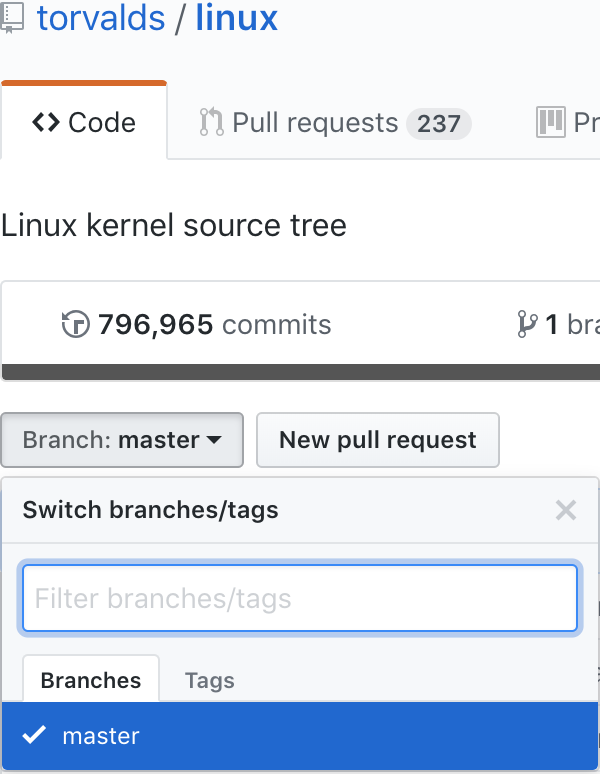 torvalds / linux
Code Pull requests 237 Pr
Linux kernel source tree
796,965 commits 1 bra
Branch: master New pull request
Switch branches/tags
Filter branches/tags
Branches Tags
master